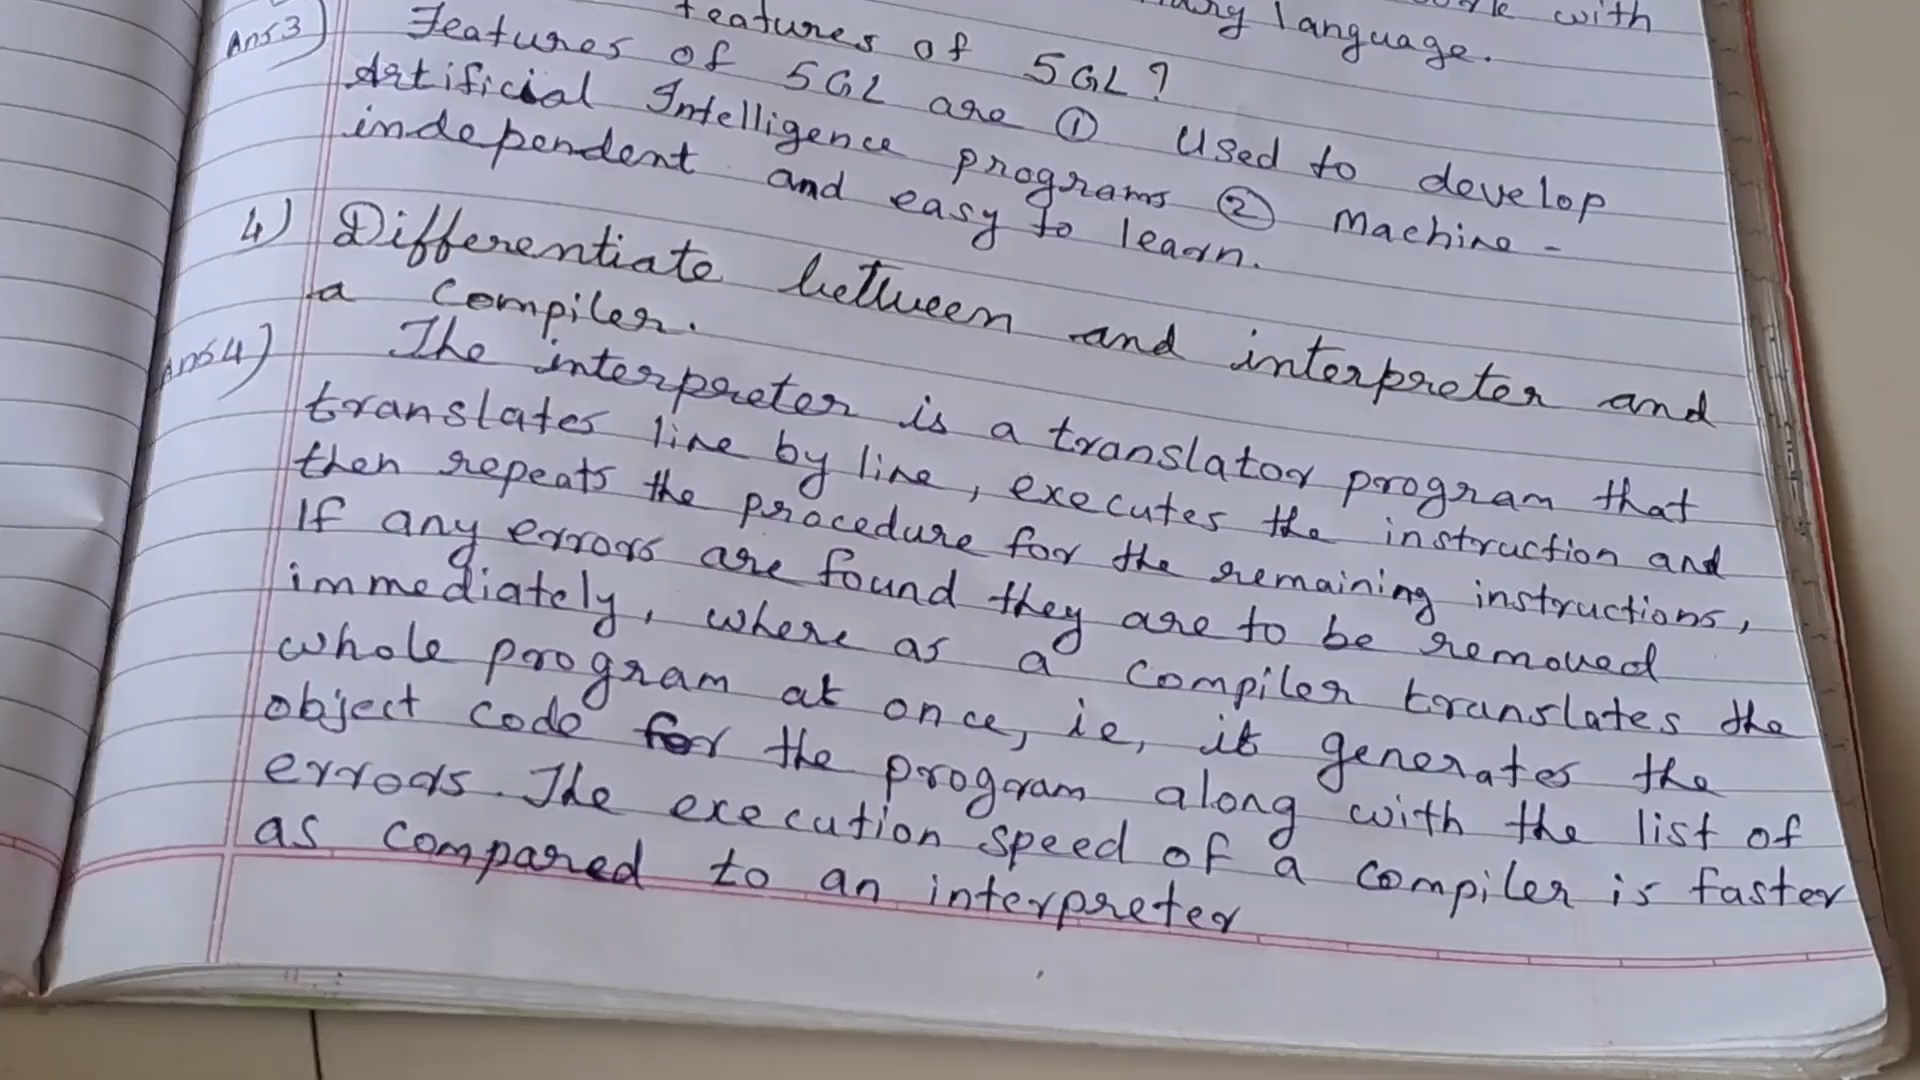 with
language.
features of 5GL?
Ans3) Features of 5GL are ① Used to develop
Artificial Intelligence programs ② Machine -
independent and easy to learn.
4) Differentiate between and interpreter and
a compiler.
Ans4) The interpreter is a translator program that
translates line by line, executes the instruction and
then repeats the procedure for the remaining instructions,
If any errors are found they are to be removed
immediately, where as a compiler translates the
whole program at once, ie, it generates the
object code for the program along with the list of
errors. The execution speed of a compiler is faster
as compared to an interpreter